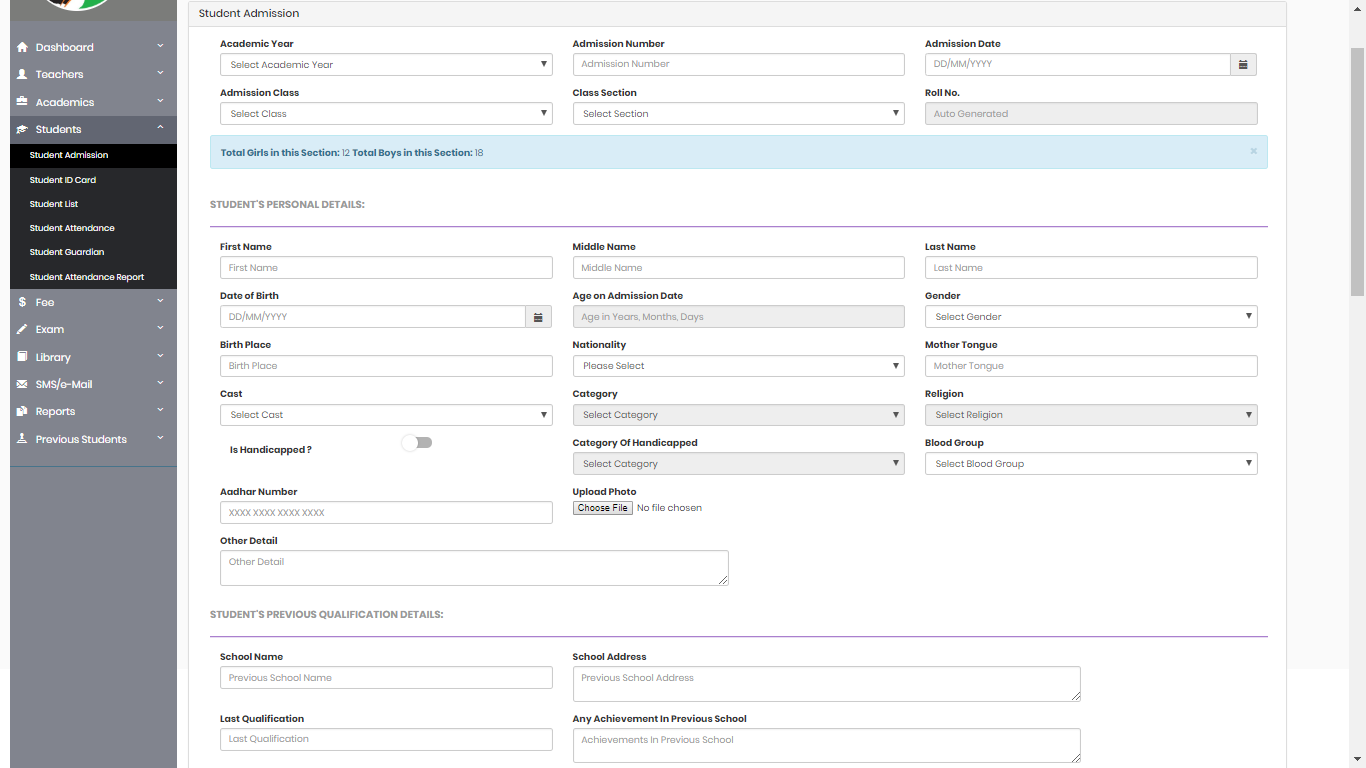 Student Admission
Dashboard
Teachers
Academics
Students
Student Admission
Student ID Card
Student List
Student Attendance
Student Guardian
Student Attendance Report
Fee
Exam
Library
SMS/e-Mail
Reports
Previous Students
Academic Year Admission Number Admission Date
Select Academic Year Admission Number DD/MM/YYYY
Admission Class Class Section Roll No.
Select Class Select Section Auto Generated
Total Girls in this Section: 12 Total Boys in this Section: 18 ×
STUDENT'S PERSONAL DETAILS:
First Name Middle Name Last Name
First Name Middle Name Last Name
Date of Birth Age on Admission Date Gender
DD/MM/YYYY Age in Years, Months, Days Select Gender
Birth Place Nationality Mother Tongue
Birth Place Please Select Mother Tongue
Cast Category Religion
Select Cast Select Category Select Religion
Is Handicapped ? Category Of Handicapped Blood Group
Select Category Select Blood Group
Aadhar Number Upload Photo
XXXX XXXX XXXX XXXX Choose File No file chosen
Other Detail
Other Detail
STUDENT'S PREVIOUS QUALIFICATION DETAILS:
School Name School Address
Previous School Name Previous School Address
Last Qualification Any Achievement In Previous School
Last Qualification Achievements In Previous School